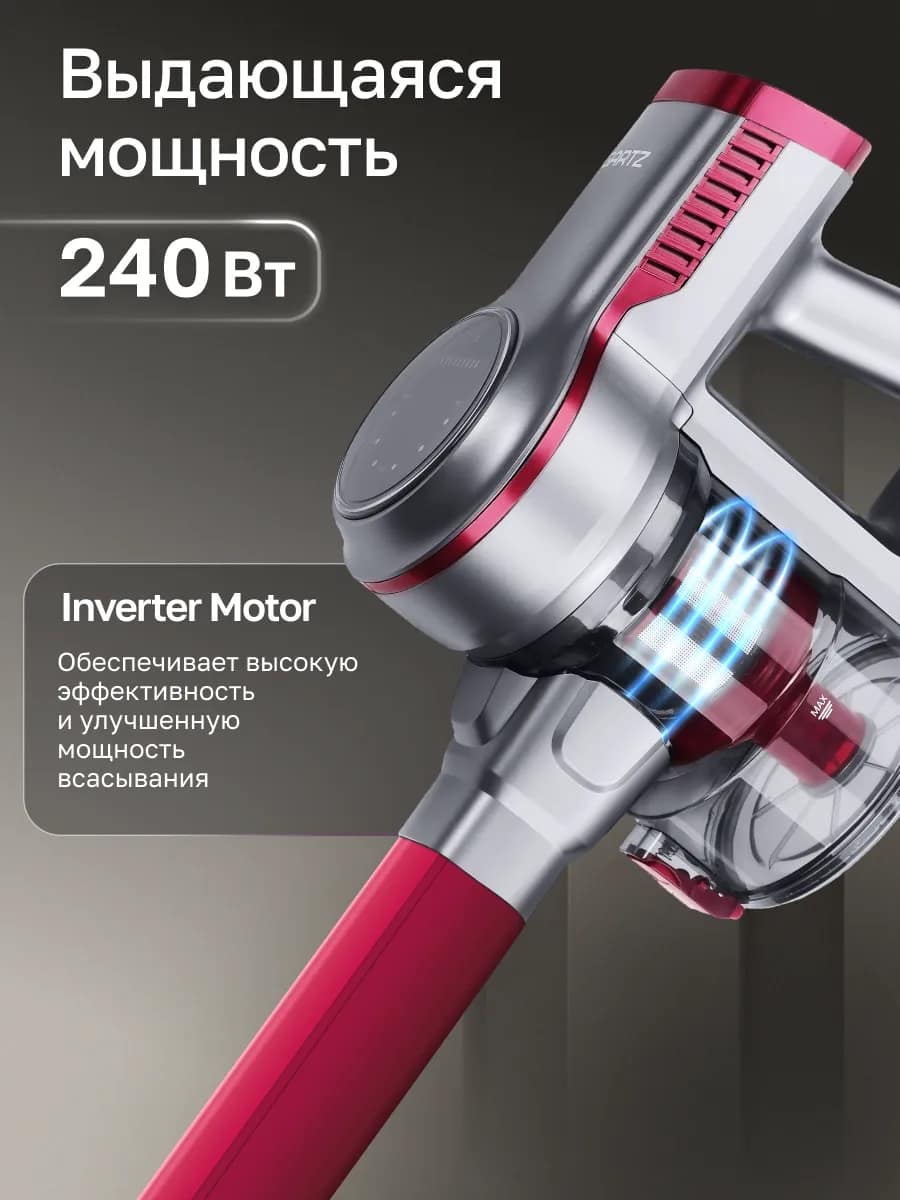 Выдающаяся
мощность
240 Вт
Inverter Motor
Обеспечивает высокую
эффективность
и улучшенную
мощность
всасывания
MAX